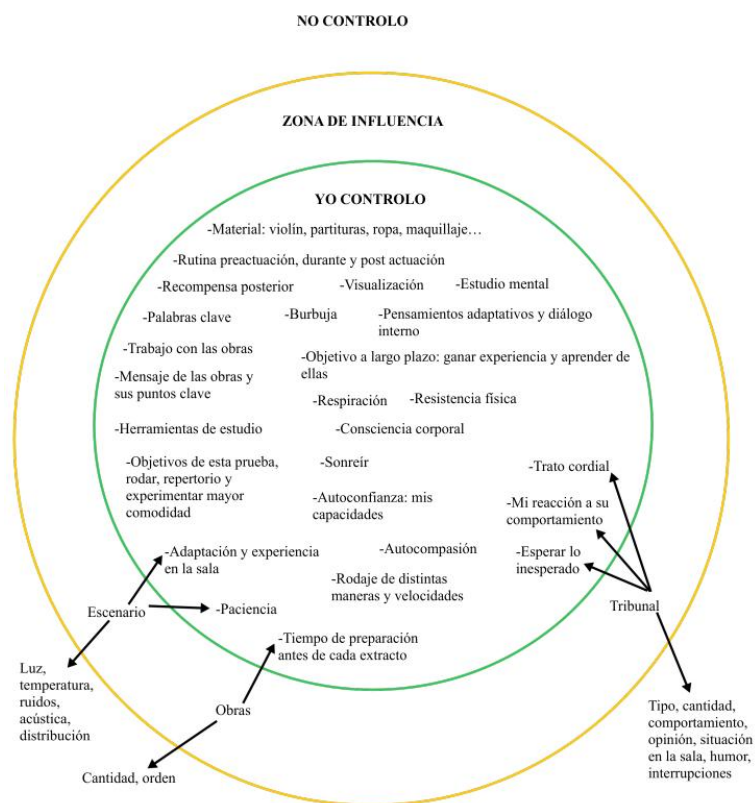 NO CONTROLO
ZONA DE INFLUENCIA
YO CONTROLO
-Material: violín, partituras, ropa, maquillaje…
-Rutina preactuación, durante y post actuación
-Recompensa posterior
-Visualización
-Estudio mental
-Palabras clave
-Burbuja
-Pensamientos adaptativos y diálogo
interno
-Trabajo con las obras
-Objetivo a largo plazo: ganar experiencia y aprender de
ellas
-Mensaje de las obras y
sus puntos clave
-Respiración
-Resistencia física
-Herramientas de estudio
-Consciencia corporal
-Objetivos de esta prueba,
rodar, repertorio y
experimentar mayor
comodidad
-Sonreír
-Trato cordial
-Autoconfianza: mis
capacidades
-Mi reacción a su
comportamiento
-Adaptación y experiencia
en la sala
-Autocompasión
-Esperar lo
inesperado
-Rodaje de distintas
maneras y velocidades
Escenario
-Paciencia
Tribunal
-Tiempo de preparación
antes de cada extracto
Luz,
temperatura,
ruidos,
acústica,
distribución
Obras
Tipo, cantidad,
comportamiento,
opinión, situación
en la sala, humor,
interrupciones
Cantidad, orden